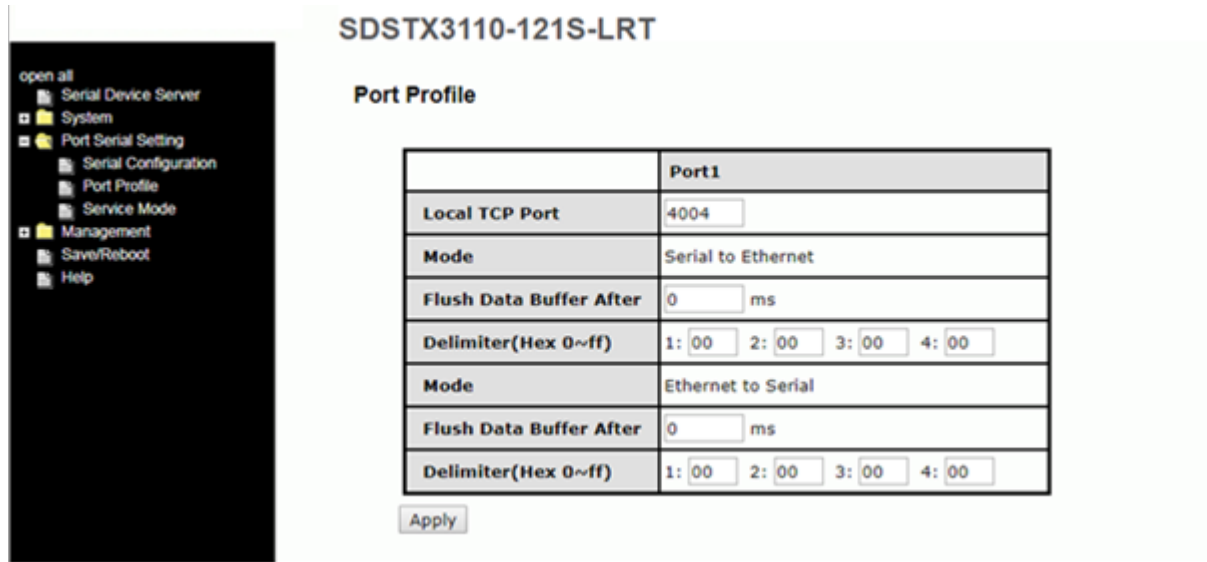 SDSTX3110-121S-LRT
open all
Serial Device Server
System
Port Serial Setting
Serial Configuration
Port Profile
Service Mode
Management
Save/Reboot
Help
Port Profile
Port1
Local TCP Port 4004
Mode Serial to Ethernet
Flush Data Buffer After 0 ms
Delimiter(Hex 0~ff) 1: 00 2: 00 3: 00 4: 00
Mode Ethernet to Serial
Flush Data Buffer After 0 ms
Delimiter(Hex 0~ff) 1: 00 2: 00 3: 00 4: 00
Apply